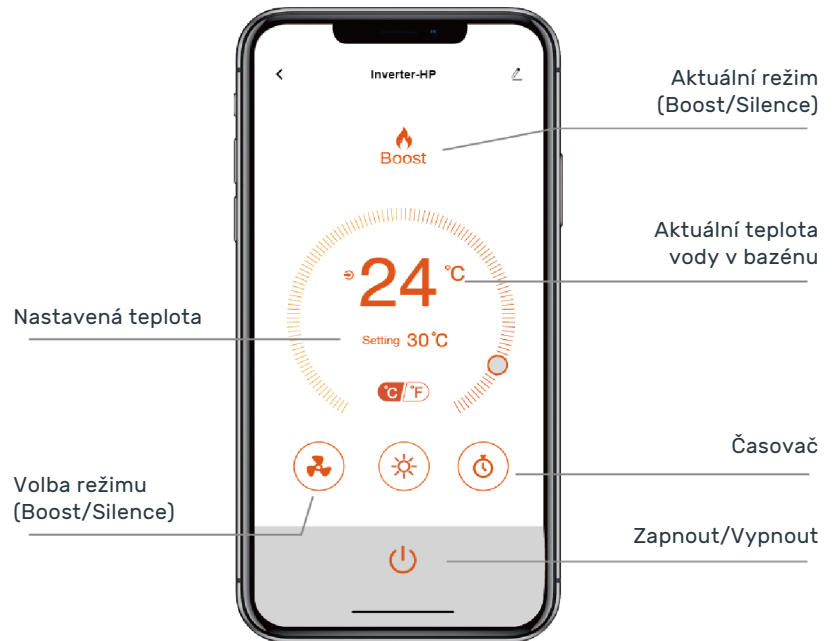 Inverter-HP
Aktuální režim
(Boost/Silence)
Boost
Aktuální teplota
vody v bazénu
24 °C
Nastavená teplota
Setting 30°C
°C/°F
Časovač
Volba režimu
(Boost/Silence)
Zapnout/Vypnout